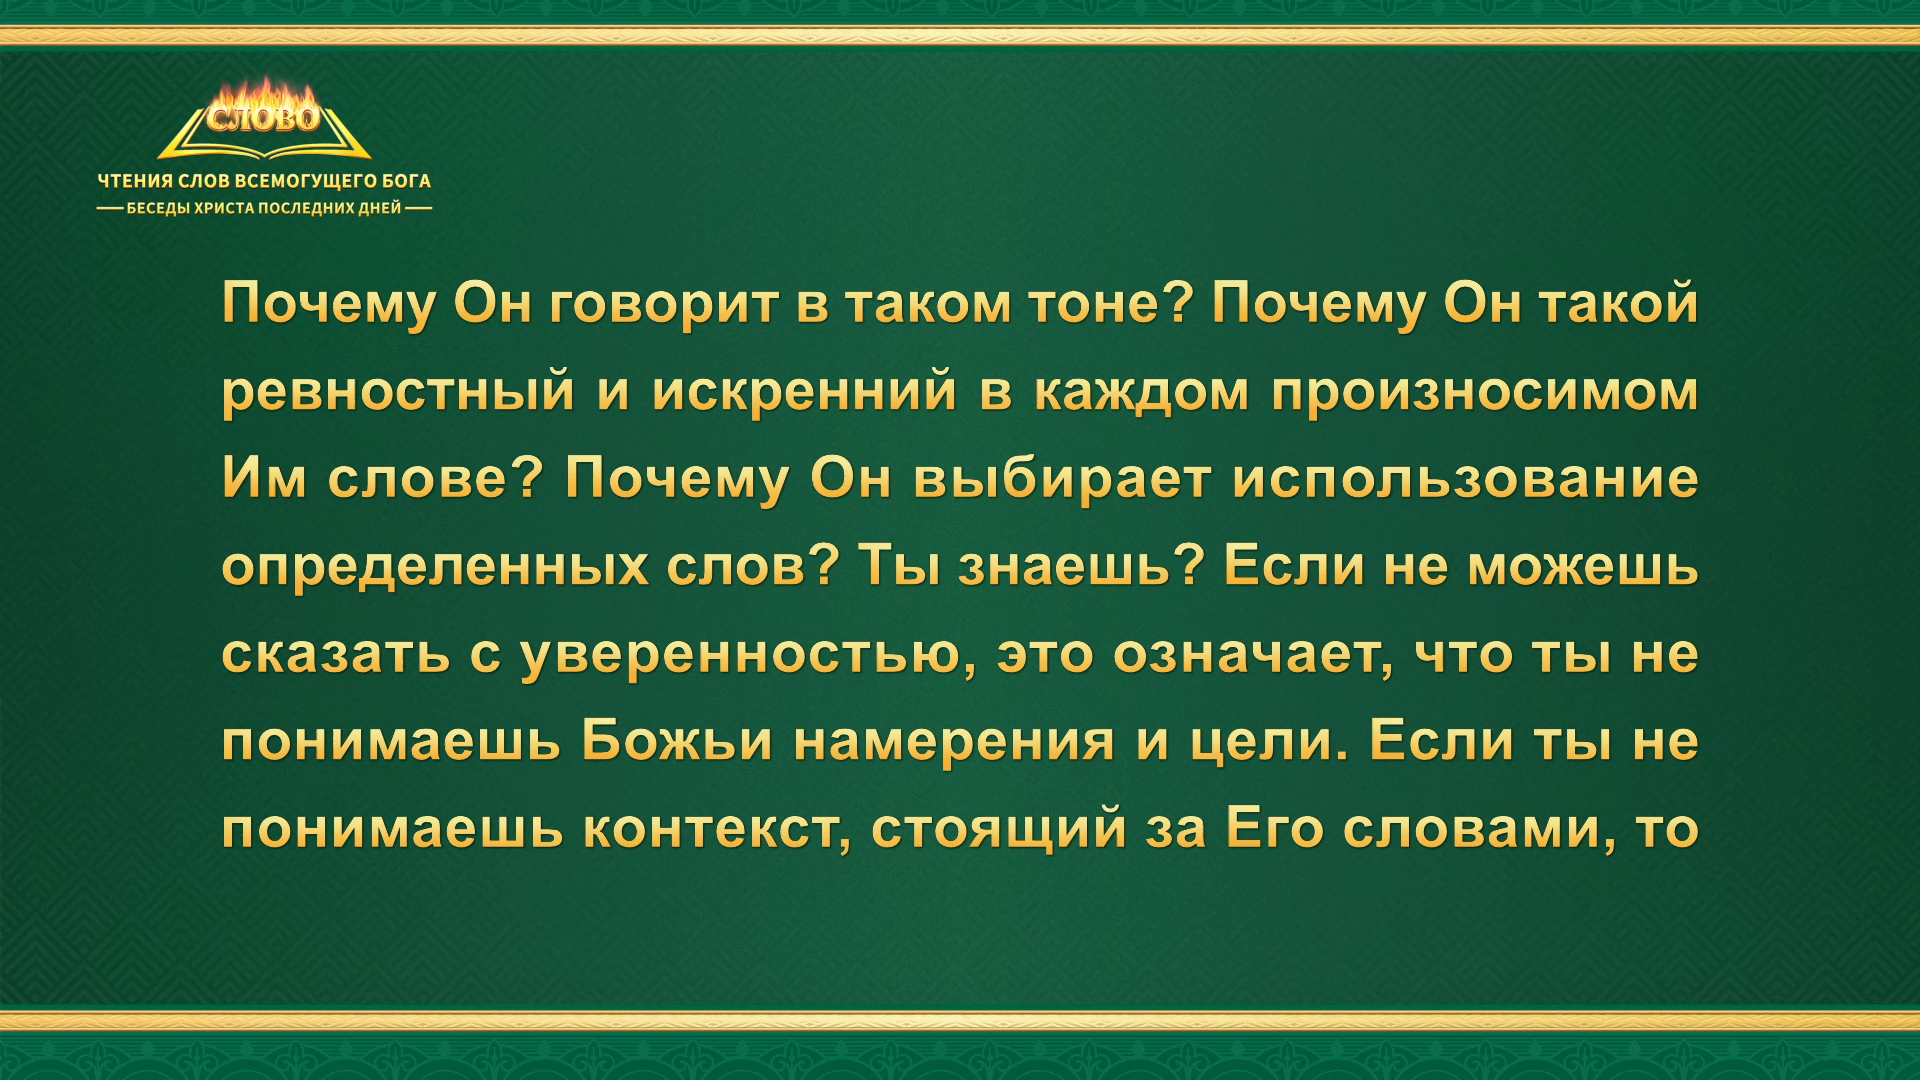 СЛОВО
ЧТЕНИЯ СЛОВ ВСЕМОГУЩЕГО БОГА
БЕСЕДЫ ХРИСТА ПОСЛЕДНИХ ДНЕЙ
Почему Он говорит в таком тоне? Почему Он такой
ревностный и искренний в каждом произносимом
Им слове? Почему Он выбирает использование
определенных слов? Ты знаешь? Если не можешь
сказать с уверенностью, это означает, что ты не
понимаешь Божьи намерения и цели. Если ты не
понимаешь контекст, стоящий за Его словами, то